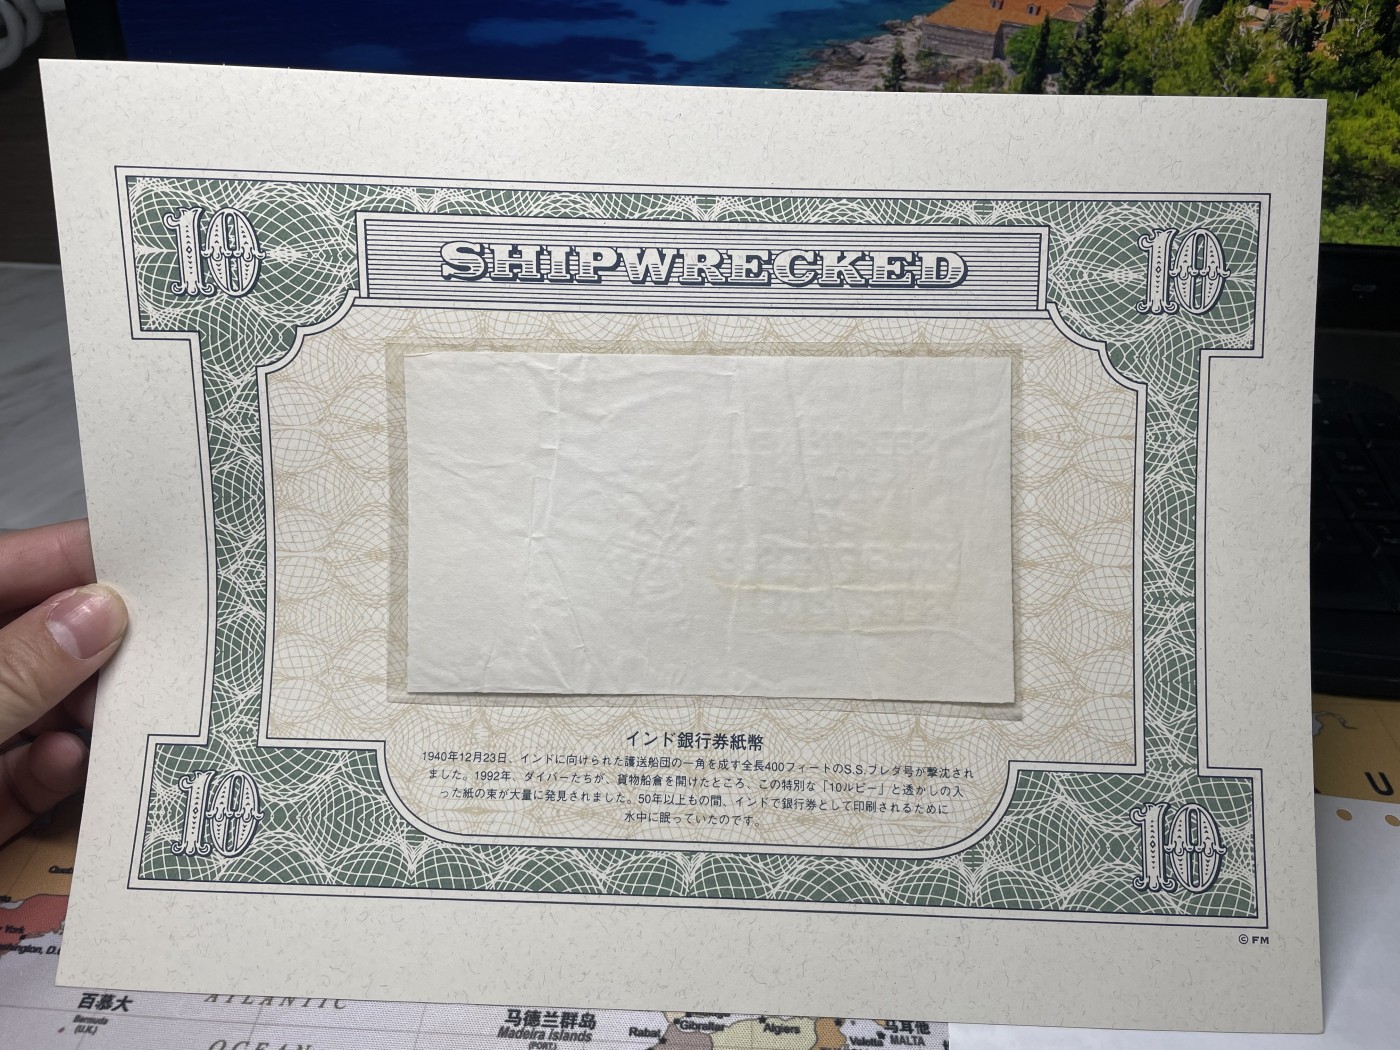 10
10
SHIPWRECKED
インド銀行券紙幣
1940年12月23日、インドに向けられた護送船団の一角を成す全長400フィートのS.S.ブレダ号が撃沈され
ました。1992年、ダイバーたちが、貨物船倉を開けたところ、この特別な「10ルピー」と透かしの入
った紙の束が大量に発見されました。50年以上もの間、インドで銀行券として印刷されるために
水中に眠っていたのです。
10
10
© FM
U
York
ashington, D.
百慕大
Bermuda
(U.K.)
ATLANTIC
OCEAN
马德兰群岛
Madeira Islands
(PORT.)
Rabat
Gibraltar
Algiers
Valletta
马耳他
MALTA